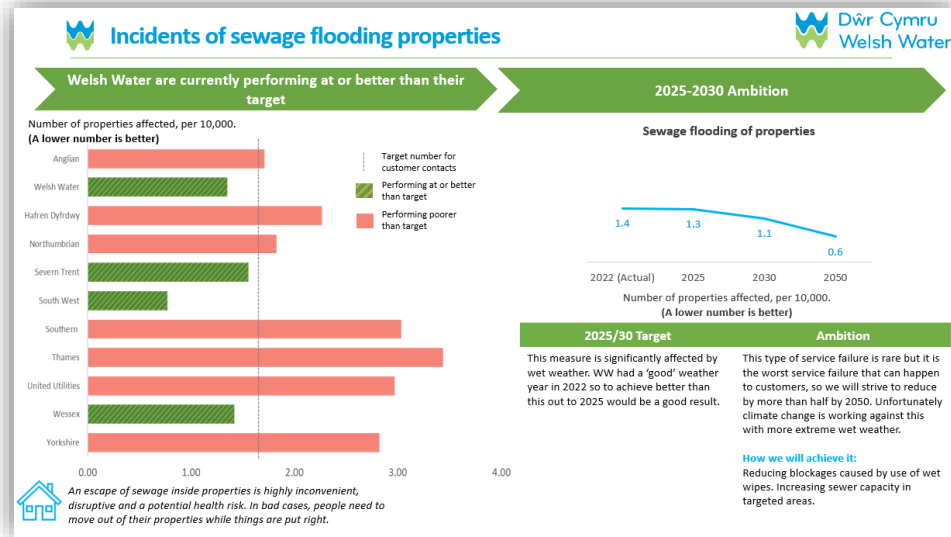 Incidents of sewage flooding properties
Dŵr Cymru
Welsh Water
Welsh Water are currently performing at or better than their
target
Number of properties affected, per 10,000.
(A lower number is better)
Anglian
Welsh Water
Hafren Dyfrdwy
Northumbrian
Severn Trent
South West
Southern
Thames
United Utilities
Wessex
Yorkshire
0.00 1.00 2.00 3.00 4.00
Target number for
customer contacts
Performing at or better
than target
Performing poorer
than target
An escape of sewage inside properties is highly inconvenient,
disruptive and a potential health risk. In bad cases, people need to
move out of their properties while things are put right.
2025-2030 Ambition
Sewage flooding of properties
1.4 1.3 1.1 0.6
2022 (Actual) 2025 2030 2050
Number of properties affected, per 10,000.
(A lower number is better)
2025/30 Target
This measure is significantly affected by
wet weather. WW had a ‘good’ weather
year in 2022 so to achieve better than
this out to 2025 would be a good result.
Ambition
This type of service failure is rare but it is
the worst service failure that can happen
to customers, so we will strive to reduce
by more than half by 2050. Unfortunately
climate change is working against this
with more extreme wet weather.
How we will achieve it:
Reducing blockages caused by use of wet
wipes. Increasing sewer capacity in
targeted areas.